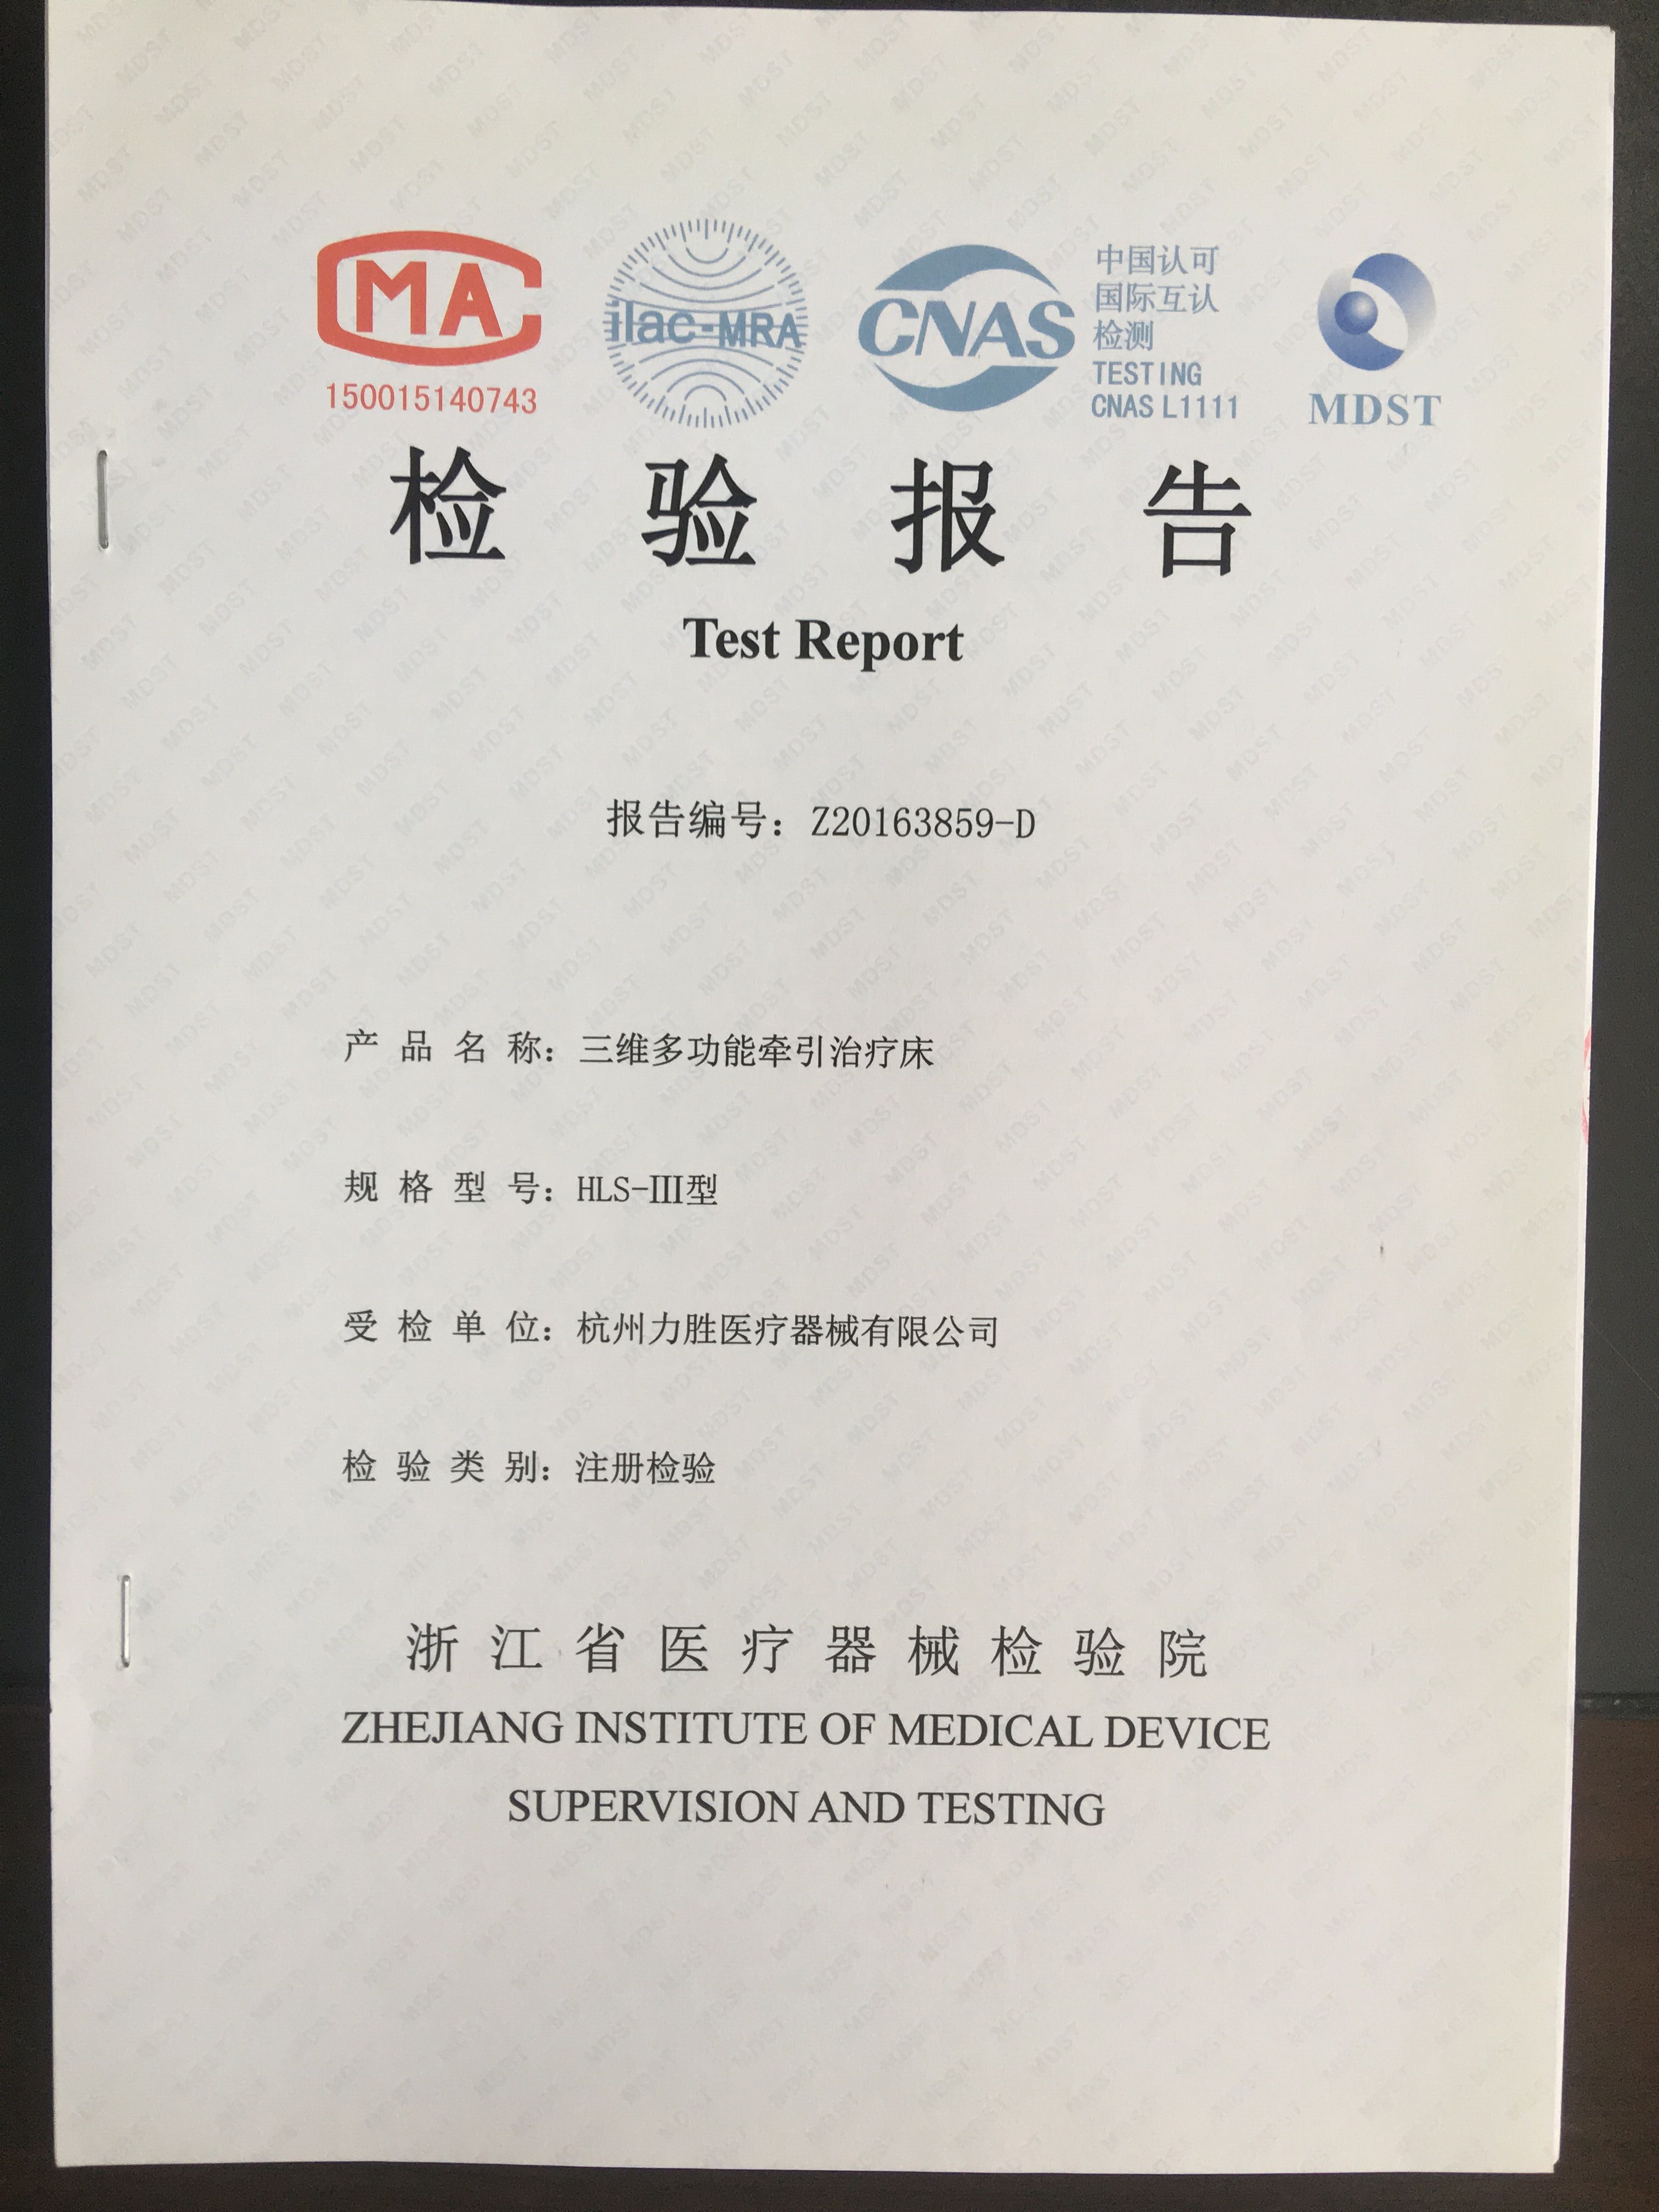 MA
150015140743
ilac-MRA
CNAS
中国认可
国际互认
检测
TESTING
CNAS L1111
MDST
检验报告
Test Report
报告编号：Z20163859-D
产品名称：三维多功能牵引治疗床
规格型号：HLS-III型
受检单位：杭州力胜医疗器械有限公司
检验类别：注册检验
浙江省医疗器械检验院
ZHEJIANG INSTITUTE OF MEDICAL DEVICE
SUPERVISION AND TESTING